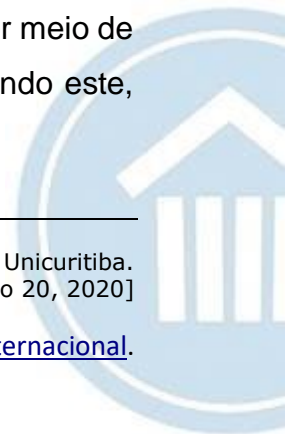 r meio de
ndo este,
Unicuritiba.
o 20, 2020]
ternacional.